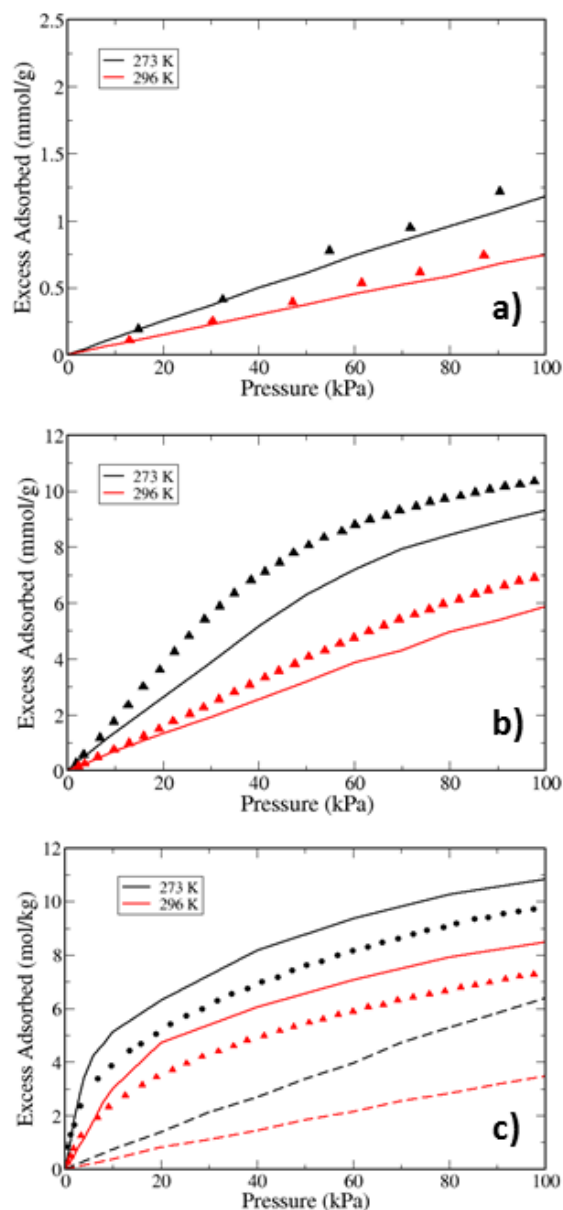 2.5
2
1.5
1
0.5
0
Excess Adsorbed (mmol/g)
273 K
296 K
a)
0 20 40 60 80 100
Pressure (kPa)
12
10
8
6
4
2
0
Excess Adsorbed (mmol/g)
273 K
296 K
b)
0 20 40 60 80 100
Pressure (kPa)
12
10
8
6
4
2
0
Excess Adsorbed (mol/kg)
273 K
296 K
c)
0 20 40 60 80 100
Pressure (kPa)